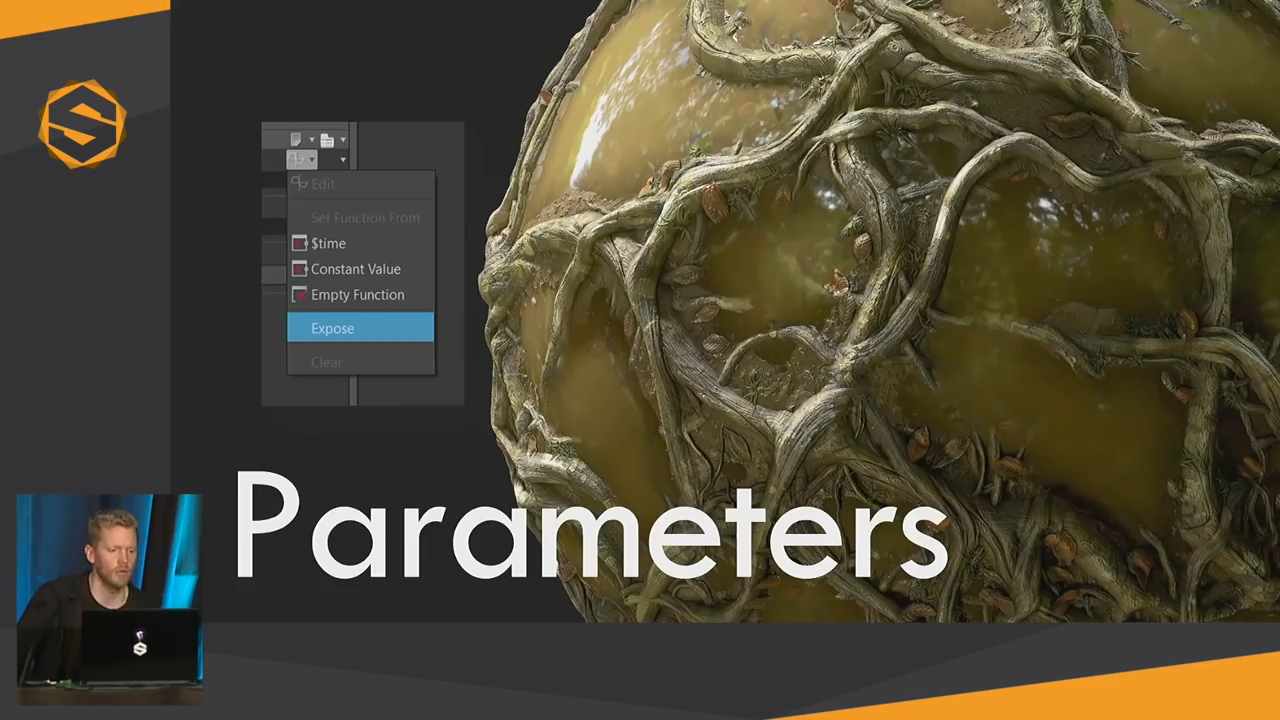 Edit
Set Function From
$time
Constant Value
Empty Function
Expose
Clear
Parameters